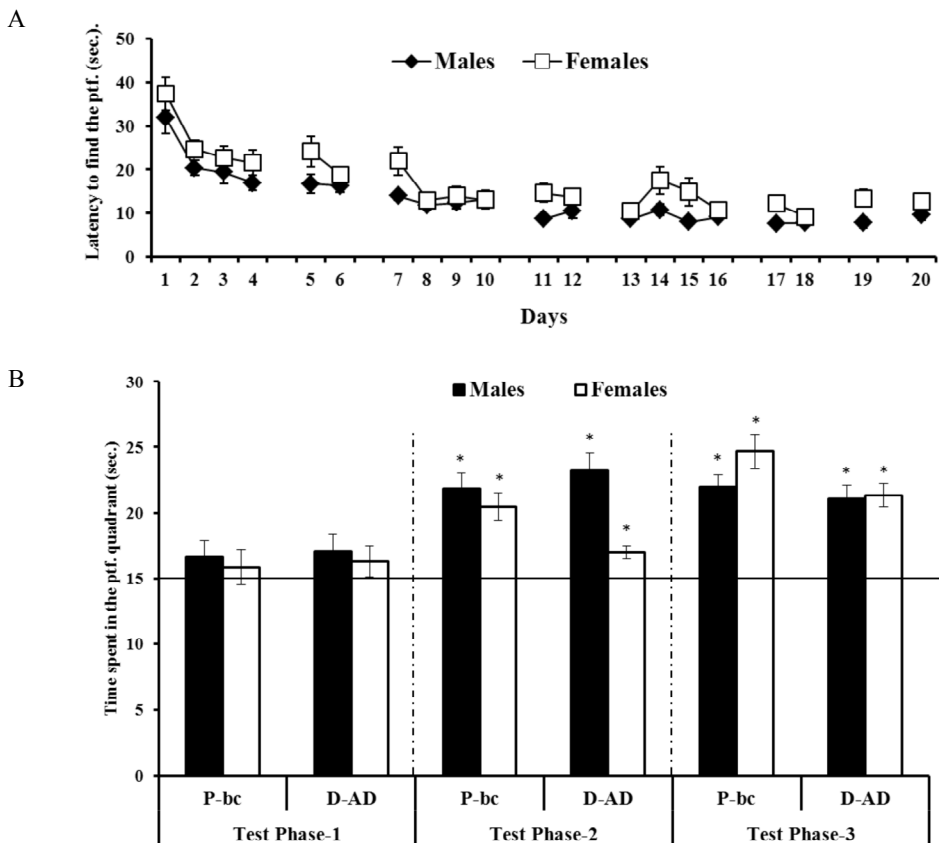 A
Latency to find the ptf. (sec.).
50
40
30
20
10
0
Males Females
1 2 3 4 5 6 7 8 9 10 11 12 13 14 15 16 17 18 19 20
Days
B
Time spent in the ptf. quadrant (sec.)
30
25
20
15
10
5
0
Males Females
* * * * * * * *
P-bc D-AD P-bc D-AD P-bc D-AD
Test Phase-1 Test Phase-2 Test Phase-3